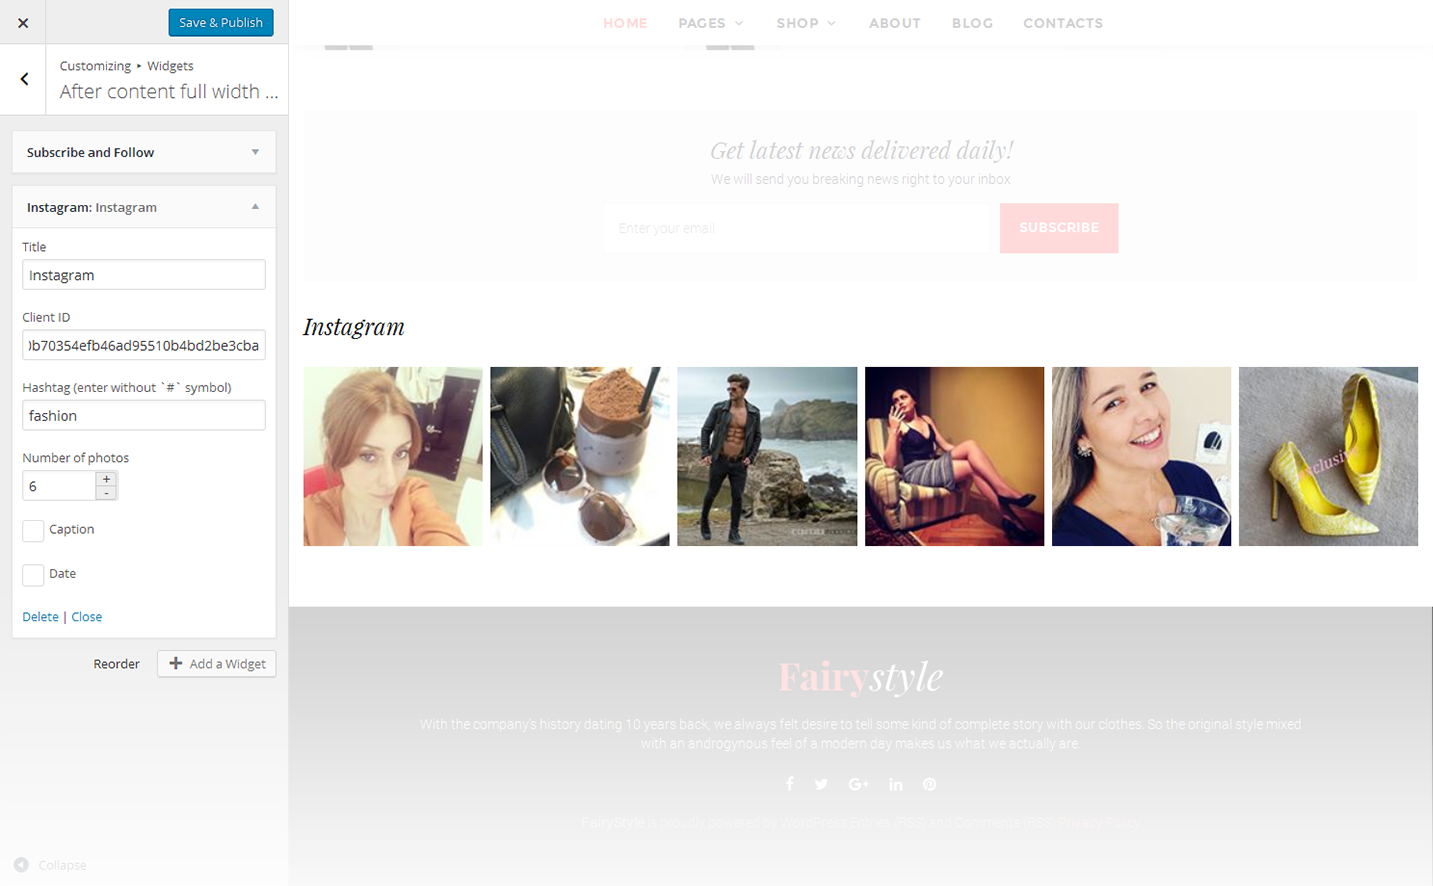 Save & Publish
Customizing ▸ Widgets
After content full width ...
Subscribe and Follow
Instagram: Instagram
Title
Instagram
Client ID
)b70354efb46ad95510b4bd2be3cba
Hashtag (enter without `#` symbol)
fashion
Number of photos
6
+
-
Caption
Date
Delete | Close
Reorder
Add a Widget
Collapse
HOME PAGES SHOP ABOUT BLOG CONTACTS
Get latest news delivered daily!
We will send you breaking news right to your inbox
Enter your email
SUBSCRIBE
Instagram
Fairystyle
With the company's history dating 10 years back, we always felt desire to tell some kind of complete story with our clothes. So the original style mixed
with an androgynous feel of a modern day makes us what we actually are.
FairyStyle is proudly powered by WordPress Entries (RSS) and Comments (RSS) Privacy Policy